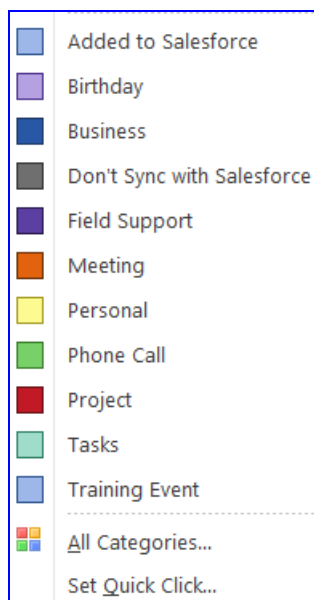 Added to Salesforce
Birthday
Business
Don't Sync with Salesforce
Field Support
Meeting
Personal
Phone Call
Project
Tasks
Training Event
All Categories...
Set Quick Click...